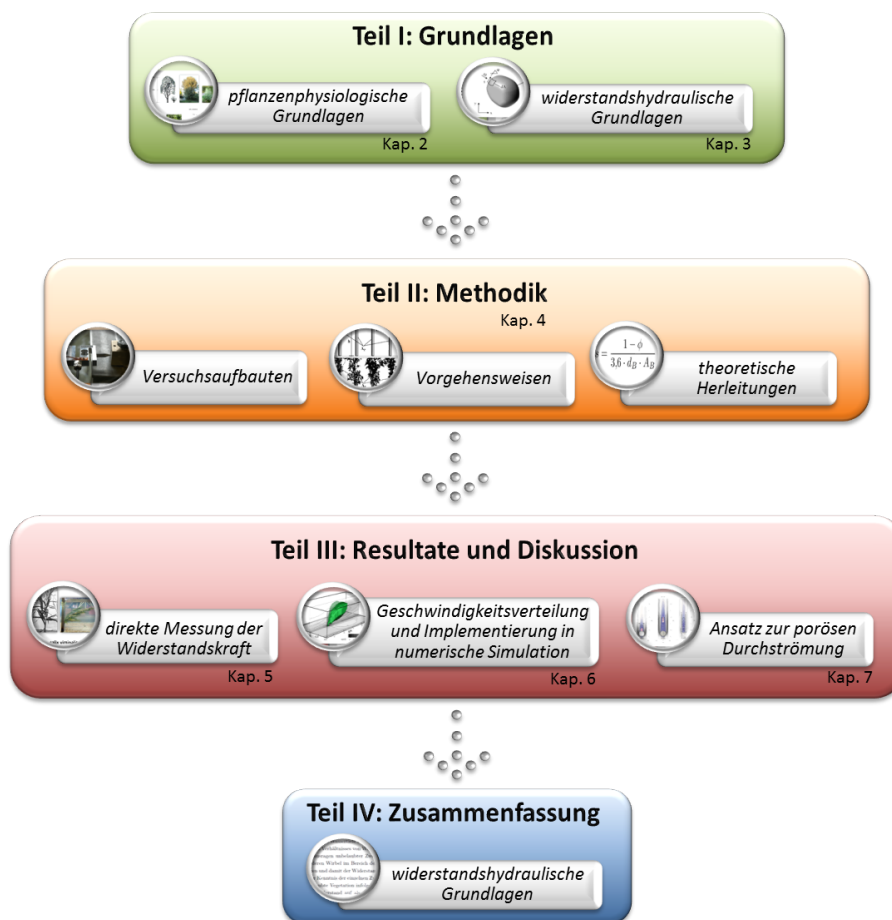 Teil I: Grundlagen
pflanzenphysiologische
Grundlagen
Kap. 2
widerstandshydraulische
Grundlagen
Kap. 3
Teil II: Methodik
Kap. 4
Versuchsaufbauten
Vorgehensweisen
= 1 − ϕ / 3,6 · d_B · A_B
theoretische
Herleitungen
Teil III: Resultate und Diskussion
direkte Messung der
Widerstandskraft
Kap. 5
Geschwindigkeitsverteilung
und Implementierung in
numerische Simulation
Kap. 6
Ansatz zur porösen
Durchströmung
Kap. 7
Teil IV: Zusammenfassung
widerstandshydraulische
Grundlagen